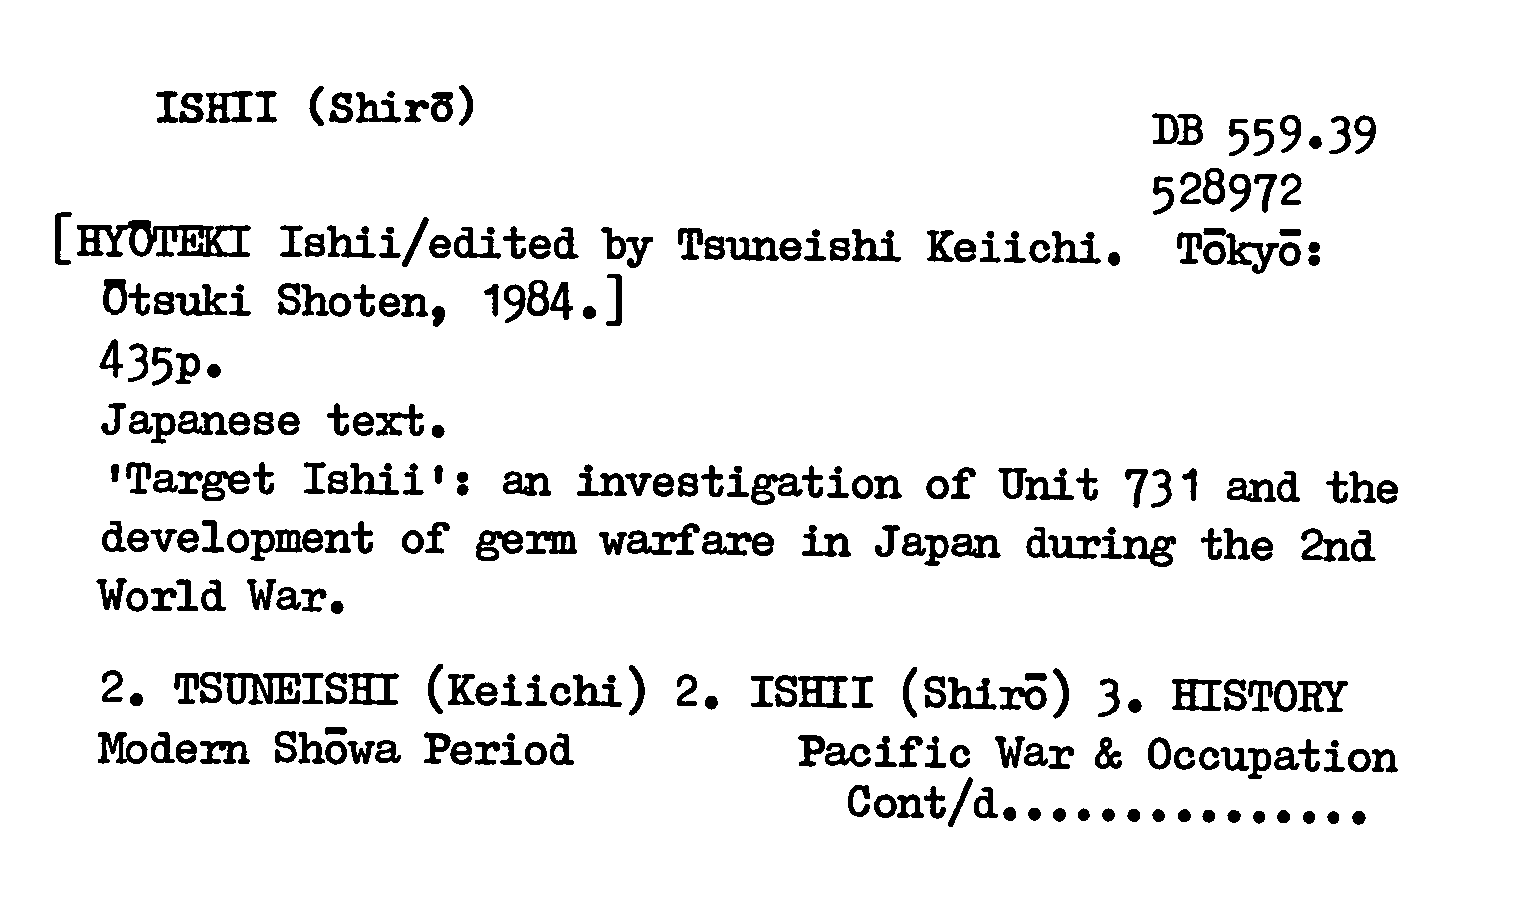 ISHII (Shirō)
DB 559.39
528972
[HYŌTEKI Ishii/edited by Tsuneishi Keiichi. Tōkyō:
Ōtsuki Shoten, 1984.]
435p.
Japanese text.
'Target Ishii': an investigation of Unit 731 and the
development of germ warfare in Japan during the 2nd
World War.
2. TSUNEISHI (Keiichi) 2. ISHII (Shirō) 3. HISTORY
Modern Shōwa Period Pacific War & Occupation
Cont/d...............